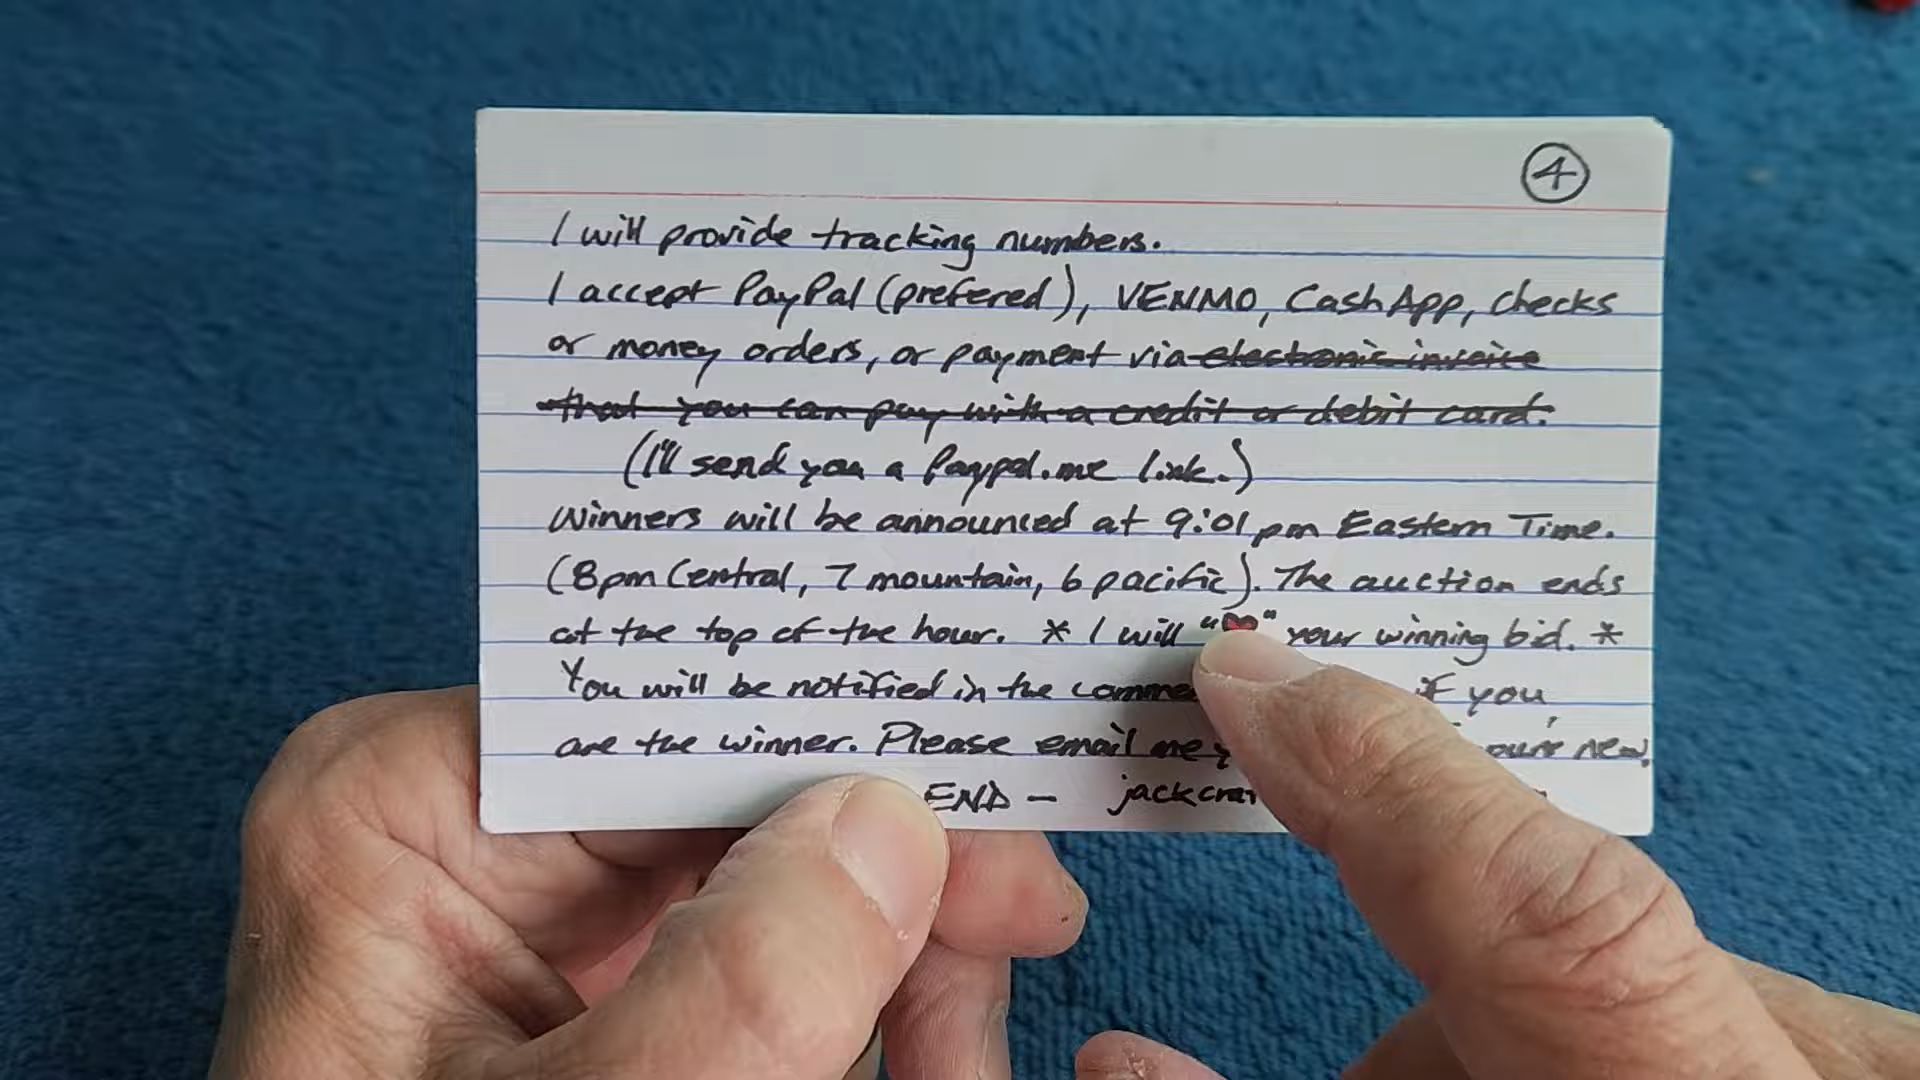 4
I will provide tracking numbers.
I accept PayPal (prefered), VENMO, CashApp, checks
or money orders, or payment via electronic invoice
that you can pay with a credit or debit card.
(I'll send you a Paypal.me link.)
Winners will be announced at 9:01 pm Eastern Time.
(8pm Central, 7 mountain, 6 pacific). The auction ends
at the top of the hour. * I will "❤" your winning bid. *
You will be notified in the if you
are the winner. Please email me new
END -